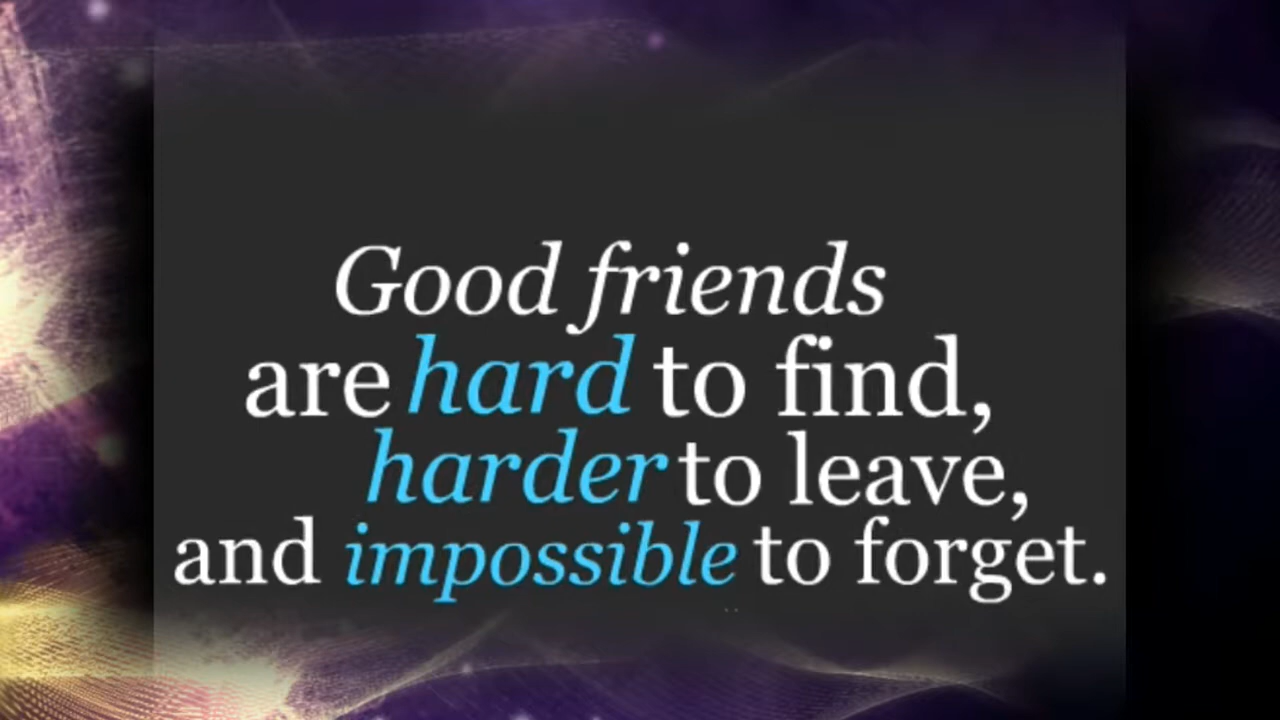 Good friends
are hard to find,
harder to leave,
and impossible to forget.